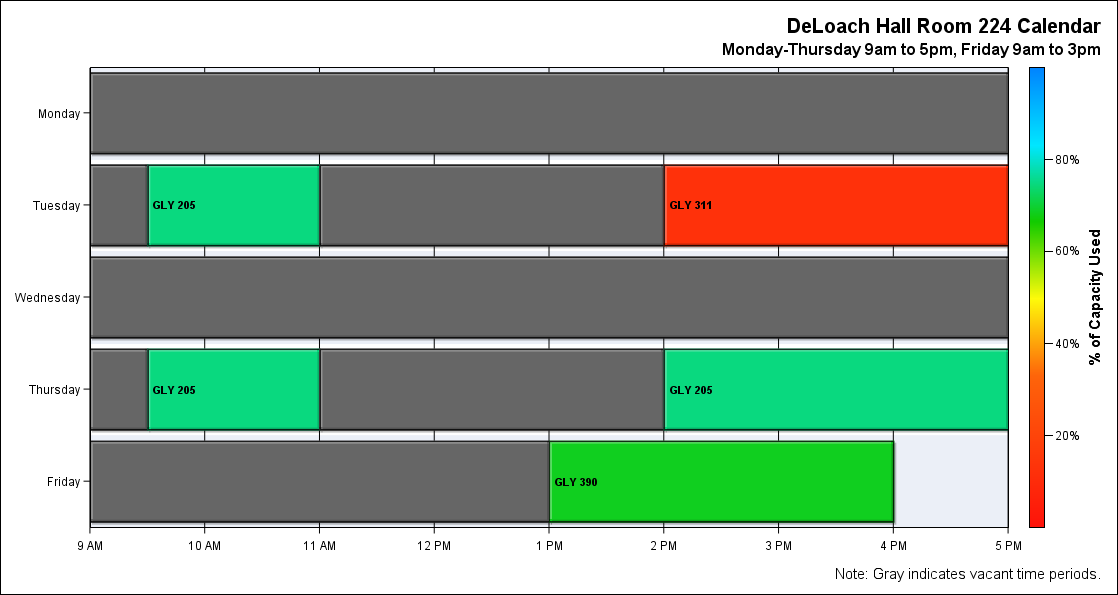 DeLoach Hall Room 224 Calendar
Monday-Thursday 9am to 5pm, Friday 9am to 3pm
Monday
Tuesday
GLY 205
GLY 311
Wednesday
Thursday
GLY 205
GLY 205
Friday
GLY 390
9 AM
10 AM
11 AM
12 PM
1 PM
2 PM
3 PM
4 PM
5 PM
80%
60%
40%
20%
% of Capacity Used
Note: Gray indicates vacant time periods.